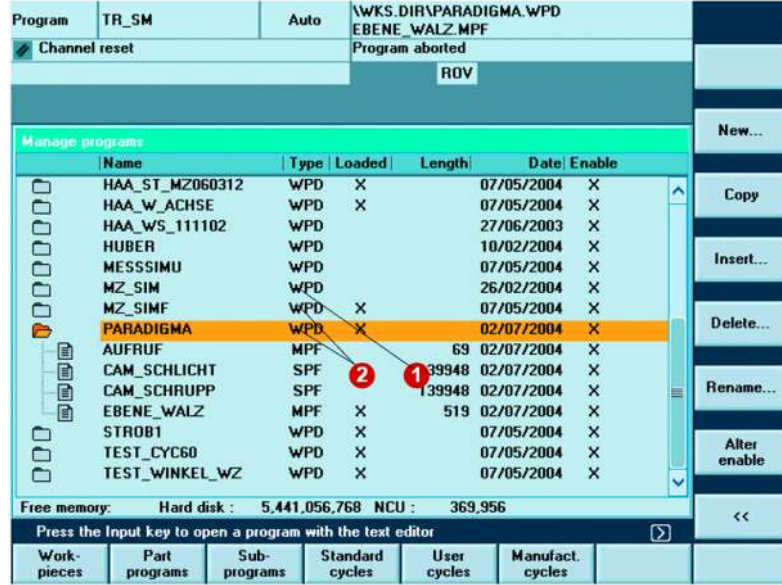 Program TR_SM Auto \WKS.DIR\PARADIGMA.WPD
EBENE_WALZ.MPF
Channel reset Program aborted
ROV
Manage programs
Name Type Loaded Length Date Enable
HAA_ST_MZ060312 WPD X 07/05/2004 X
HAA_W_ACHSE WPD X 07/05/2004 X
HAA_WS_111102 WPD 27/06/2003 X
HUBER WPD 10/02/2004 X
MESSSIMU WPD 07/05/2004 X
MZ_SIM WPD 26/02/2004 X
MZ_SIMF WPD X 07/05/2004 X
PARADIGMA WPD X 02/07/2004 X
AUFRUF MPF 69 02/07/2004 X
CAM_SCHLICHT SPF 39948 02/07/2004 X
2 1
CAM_SCHRUPP SPF 139948 02/07/2004 X
EBENE_WALZ MPF X 519 02/07/2004 X
STROB1 WPD X 07/05/2004 X
TEST_CYC60 WPD X 07/05/2004 X
TEST_WINKEL_WZ WPD X 07/05/2004 X
Free memory: Hard disk : 5,441,056,768 NCU : 369,956
Press the Input key to open a program with the text editor
New...
Copy
Insert...
Delete...
Rename...
Alter
enable
<<
Work-
pieces
Part
programs
Sub-
programs
Standard
cycles
User
cycles
Manufact.
cycles